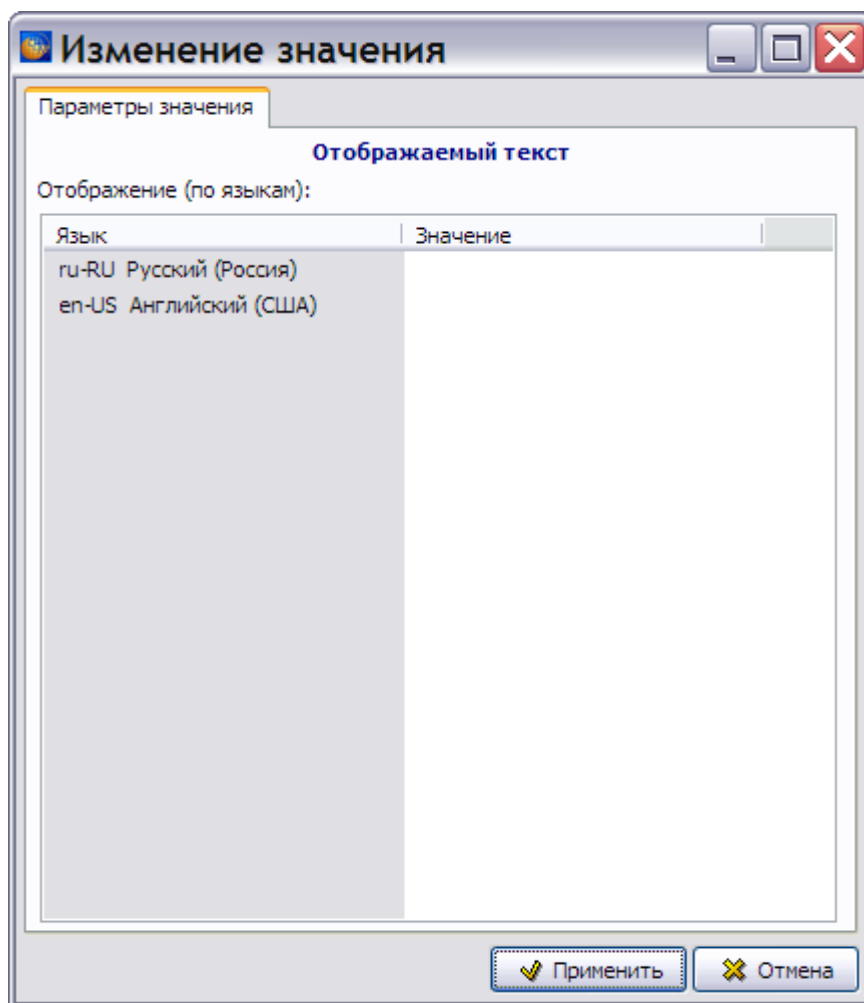 Изменение значения
Параметры значения
Отображаемый текст
Отображение (по языкам):
Язык Значение
ru-RU Русский (Россия)
en-US Английский (США)
Применить Отмена